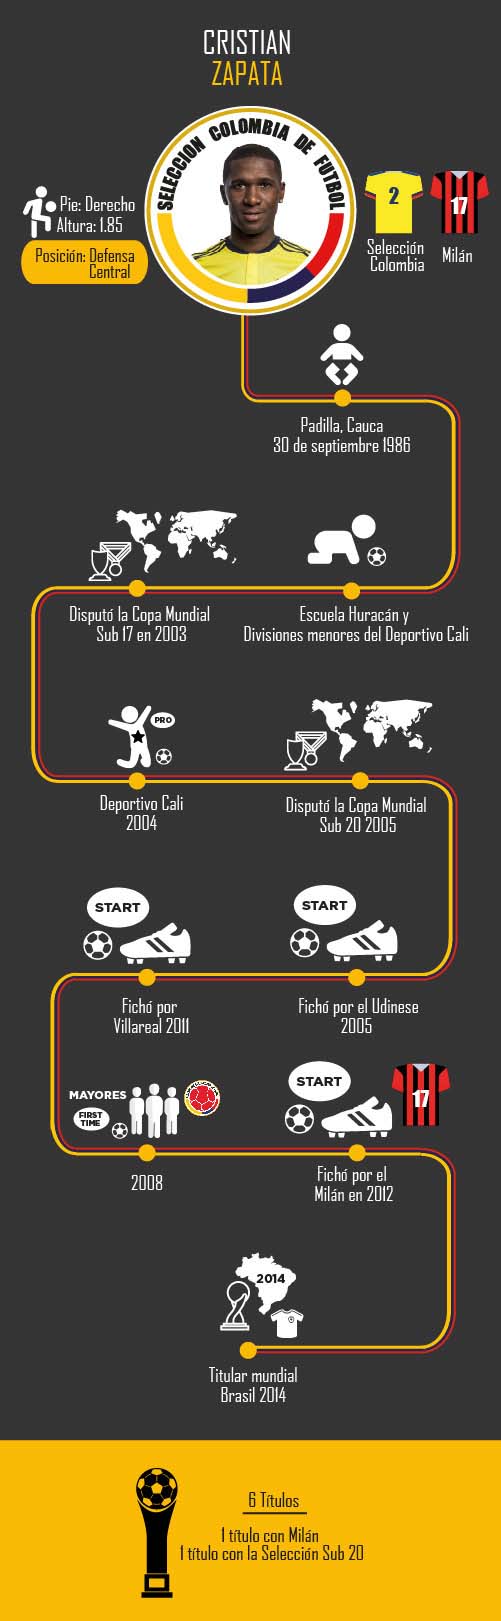 CRISTIAN
ZAPATA
SELECCION COLOMBIA DE FUTBOL
Pie: Derecho
Altura: 1.85
Posición: Defensa
Central
2
17
Selección
Colombia
Milán
Padilla, Cauca
30 de septiembre 1986
Escuela Huracán y
Divisiones menores del Deportivo Cali
Disputó la Copa Mundial
Sub 17 en 2003
PRO
Deportivo Cali
2004
Disputó la Copa Mundial
Sub 20 2005
START
Fichó por el Udinese
2005
START
Fichó por
Villareal 2011
MAYORES
FIRST
TIME
2008
START
17
Fichó por el
Milán en 2012
2014
Titular mundial
Brasil 2014
6 Títulos
1 título con Milán
1 título con la Selección Sub 20